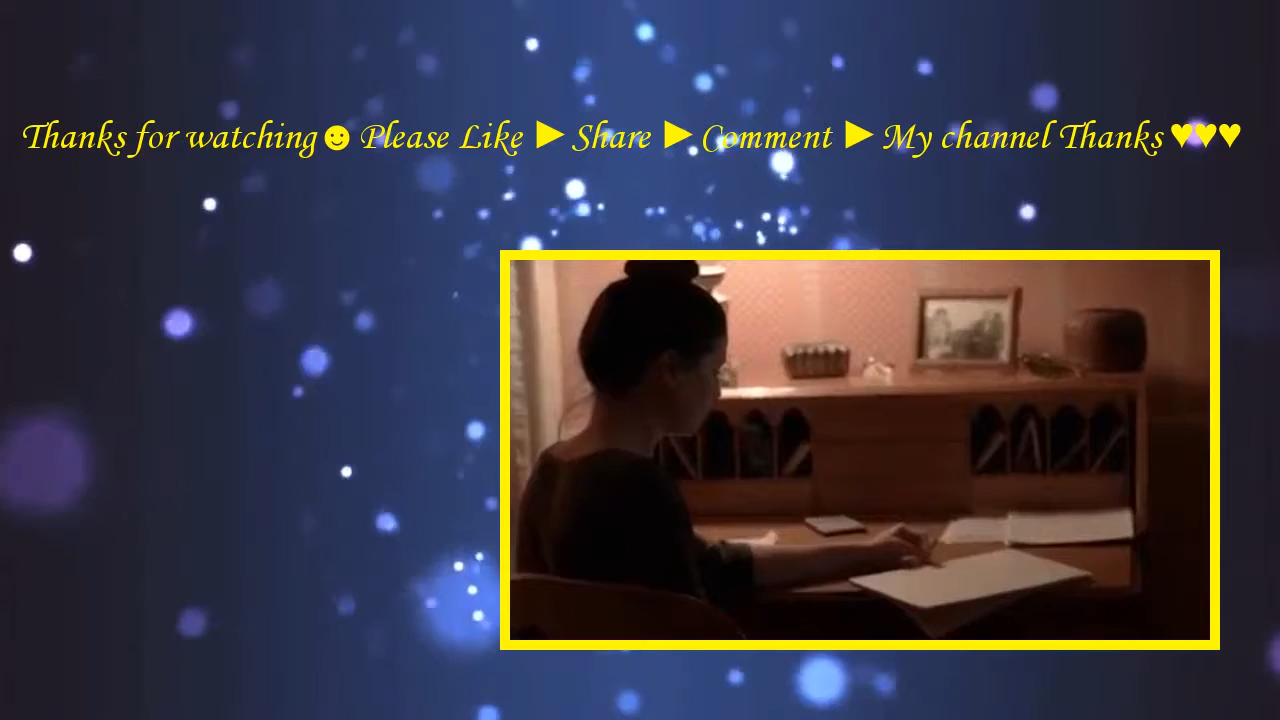 Thanks for watching☻Please Like ► Share ► Comment ► My channel Thanks ♥♥♥